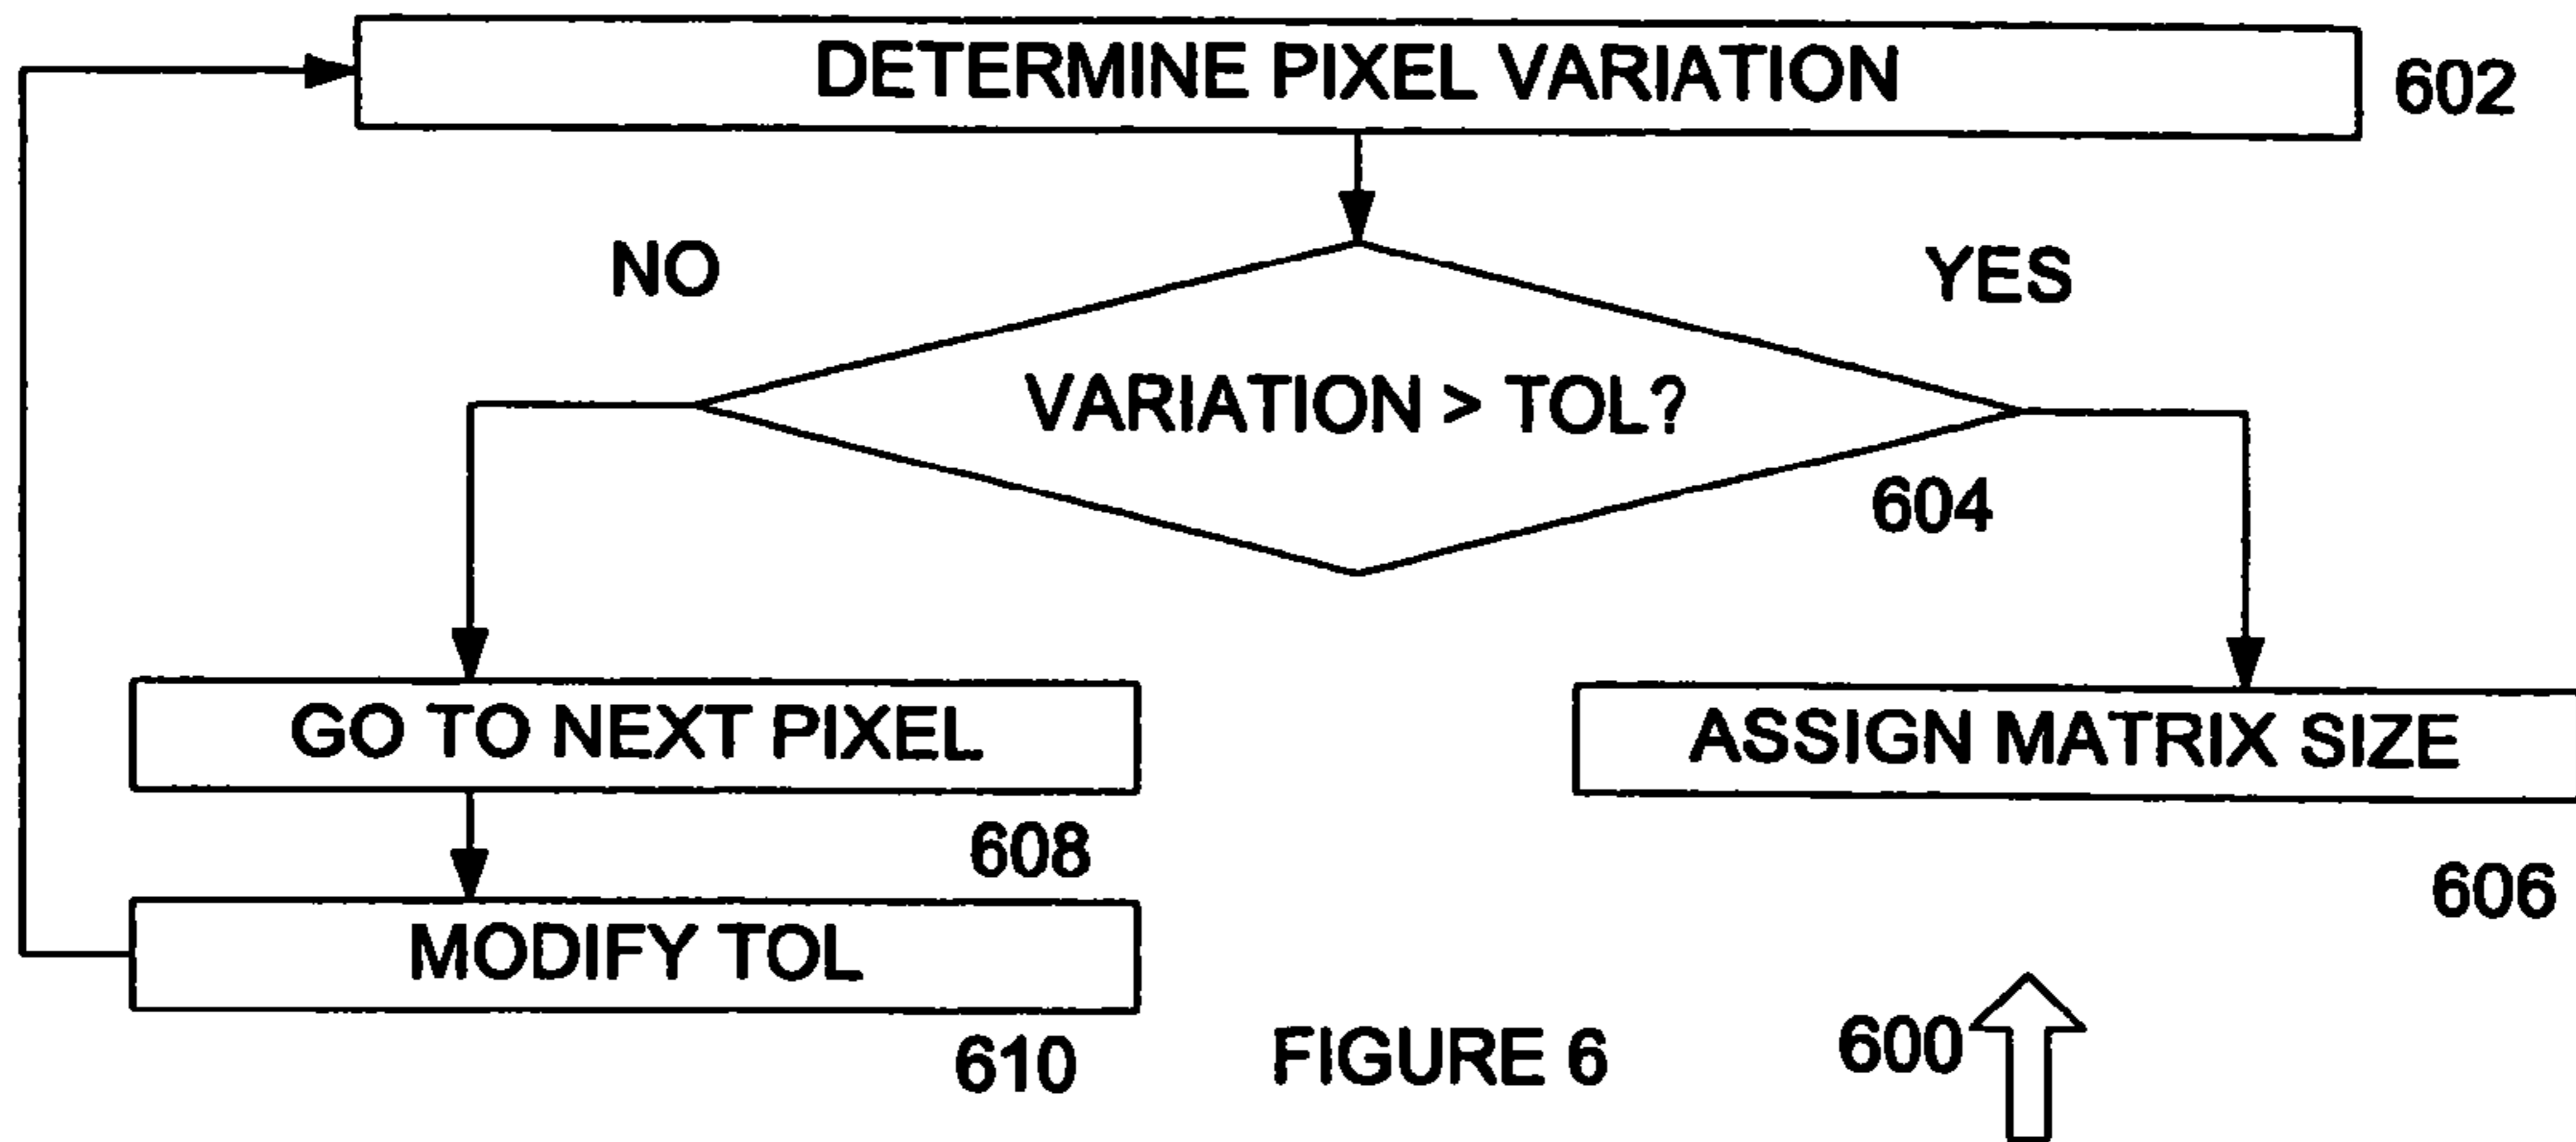 DETERMINE PIXEL VARIATION
602
NO
YES
VARIATION > TOL?
604
GO TO NEXT PIXEL
608
ASSIGN MATRIX SIZE
606
MODIFY TOL
610
FIGURE 6
600